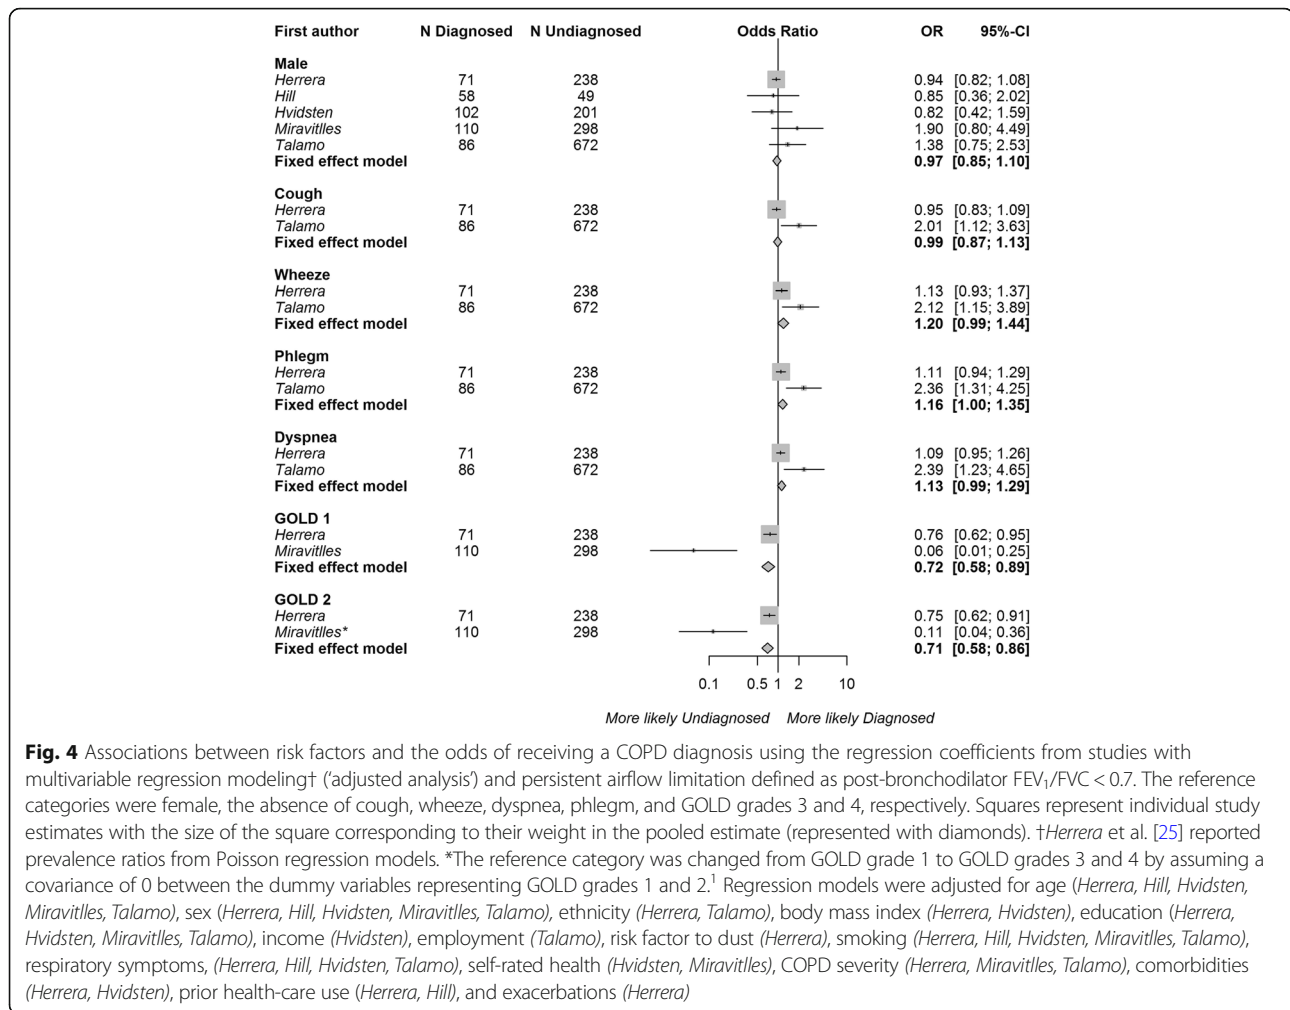 First author N Diagnosed N Undiagnosed Odds Ratio OR 95%-CI
Male
Herrera 71 238 0.94 [0.82; 1.08]
Hill 58 49 0.85 [0.36; 2.02]
Hvidsten 102 201 0.82 [0.42; 1.59]
Miravitlles 110 298 1.90 [0.80; 4.49]
Talamo 86 672 1.38 [0.75; 2.53]
Fixed effect model 0.97 [0.85; 1.10]
Cough
Herrera 71 238 0.95 [0.83; 1.09]
Talamo 86 672 2.01 [1.12; 3.63]
Fixed effect model 0.99 [0.87; 1.13]
Wheeze
Herrera 71 238 1.13 [0.93; 1.37]
Talamo 86 672 2.12 [1.15; 3.89]
Fixed effect model 1.20 [0.99; 1.44]
Phlegm
Herrera 71 238 1.11 [0.94; 1.29]
Talamo 86 672 2.36 [1.31; 4.25]
Fixed effect model 1.16 [1.00; 1.35]
Dyspnea
Herrera 71 238 1.09 [0.95; 1.26]
Talamo 86 672 2.39 [1.23; 4.65]
Fixed effect model 1.13 [0.99; 1.29]
GOLD 1
Herrera 71 238 0.76 [0.62; 0.95]
Miravitlles 110 298 0.06 [0.01; 0.25]
Fixed effect model 0.72 [0.58; 0.89]
GOLD 2
Herrera 71 238 0.75 [0.62; 0.91]
Miravitlles* 110 298 0.11 [0.04; 0.36]
Fixed effect model 0.71 [0.58; 0.86]
0.1 0.5 1 2 10
More likely Undiagnosed More likely Diagnosed
Fig. 4 Associations between risk factors and the odds of receiving a COPD diagnosis using the regression coefficients from studies with
multivariable regression modeling† (‘adjusted analysis’) and persistent airflow limitation defined as post-bronchodilator FEV₁/FVC < 0.7. The reference
categories were female, the absence of cough, wheeze, dyspnea, phlegm, and GOLD grades 3 and 4, respectively. Squares represent individual study
estimates with the size of the square corresponding to their weight in the pooled estimate (represented with diamonds). †Herrera et al. [25] reported
prevalence ratios from Poisson regression models. *The reference category was changed from GOLD grade 1 to GOLD grades 3 and 4 by assuming a
covariance of 0 between the dummy variables representing GOLD grades 1 and 2.¹ Regression models were adjusted for age (Herrera, Hill, Hvidsten,
Miravitlles, Talamo), sex (Herrera, Hill, Hvidsten, Miravitlles, Talamo), ethnicity (Herrera, Talamo), body mass index (Herrera, Hvidsten), education (Herrera,
Hvidsten, Miravitlles, Talamo), income (Hvidsten), employment (Talamo), risk factor to dust (Herrera), smoking (Herrera, Hill, Hvidsten, Miravitlles, Talamo),
respiratory symptoms, (Herrera, Hill, Hvidsten, Talamo), self-rated health (Hvidsten, Miravitlles), COPD severity (Herrera, Miravitlles, Talamo), comorbidities
(Herrera, Hvidsten), prior health-care use (Herrera, Hill), and exacerbations (Herrera)